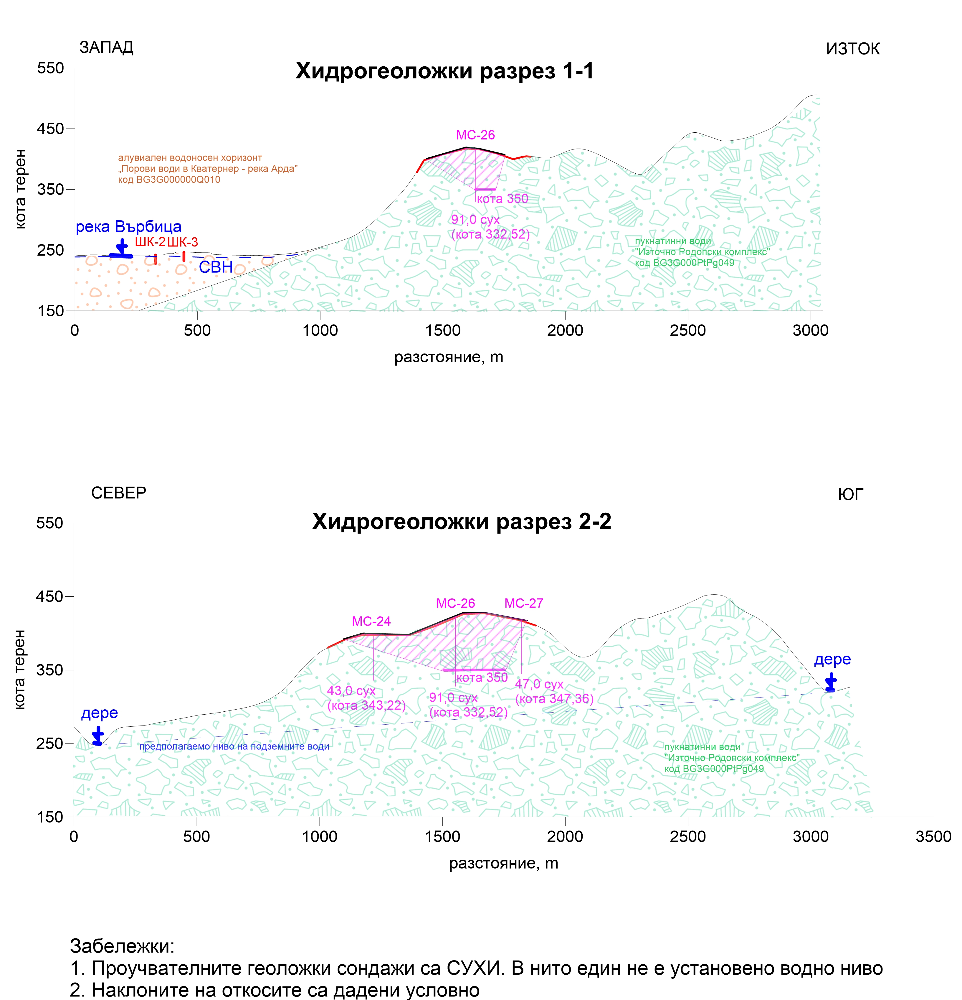 ЗАПАД
ИЗТОК
Хидрогеоложки разрез 1-1
550
450
350
250
150
кота терен
МС-26
алувиален водоносен хоризонт
„Порови води в Кватернер - река Арда"
код BG3G000000Q010
кота 350
91,0 сух
(кота 332,52)
река Върбица
ШК-2
ШК-3
СВН
пукнатинни води
"Източно Родопски комплекс"
код BG3G000PtPg049
0
500
1000
1500
2000
2500
3000
разстояние, m
СЕВЕР
ЮГ
Хидрогеоложки разрез 2-2
550
450
350
250
150
кота терен
МС-24
МС-26
МС-27
дере
кота 350
43,0 сух
(кота 343,22)
91,0 сух
(кота 332,52)
47,0 сух
(кота 347,36)
дере
предполагаемо ниво на подземните води
пукнатинни води
"Източно Родопски комплекс"
код BG3G000PtPg049
0
500
1000
1500
2000
2500
3000
3500
разстояние, m
Забележки:
1. Проучвателните геоложки сондажи са СУХИ. В нито един не е установено водно ниво
2. Наклоните на откосите са дадени условно